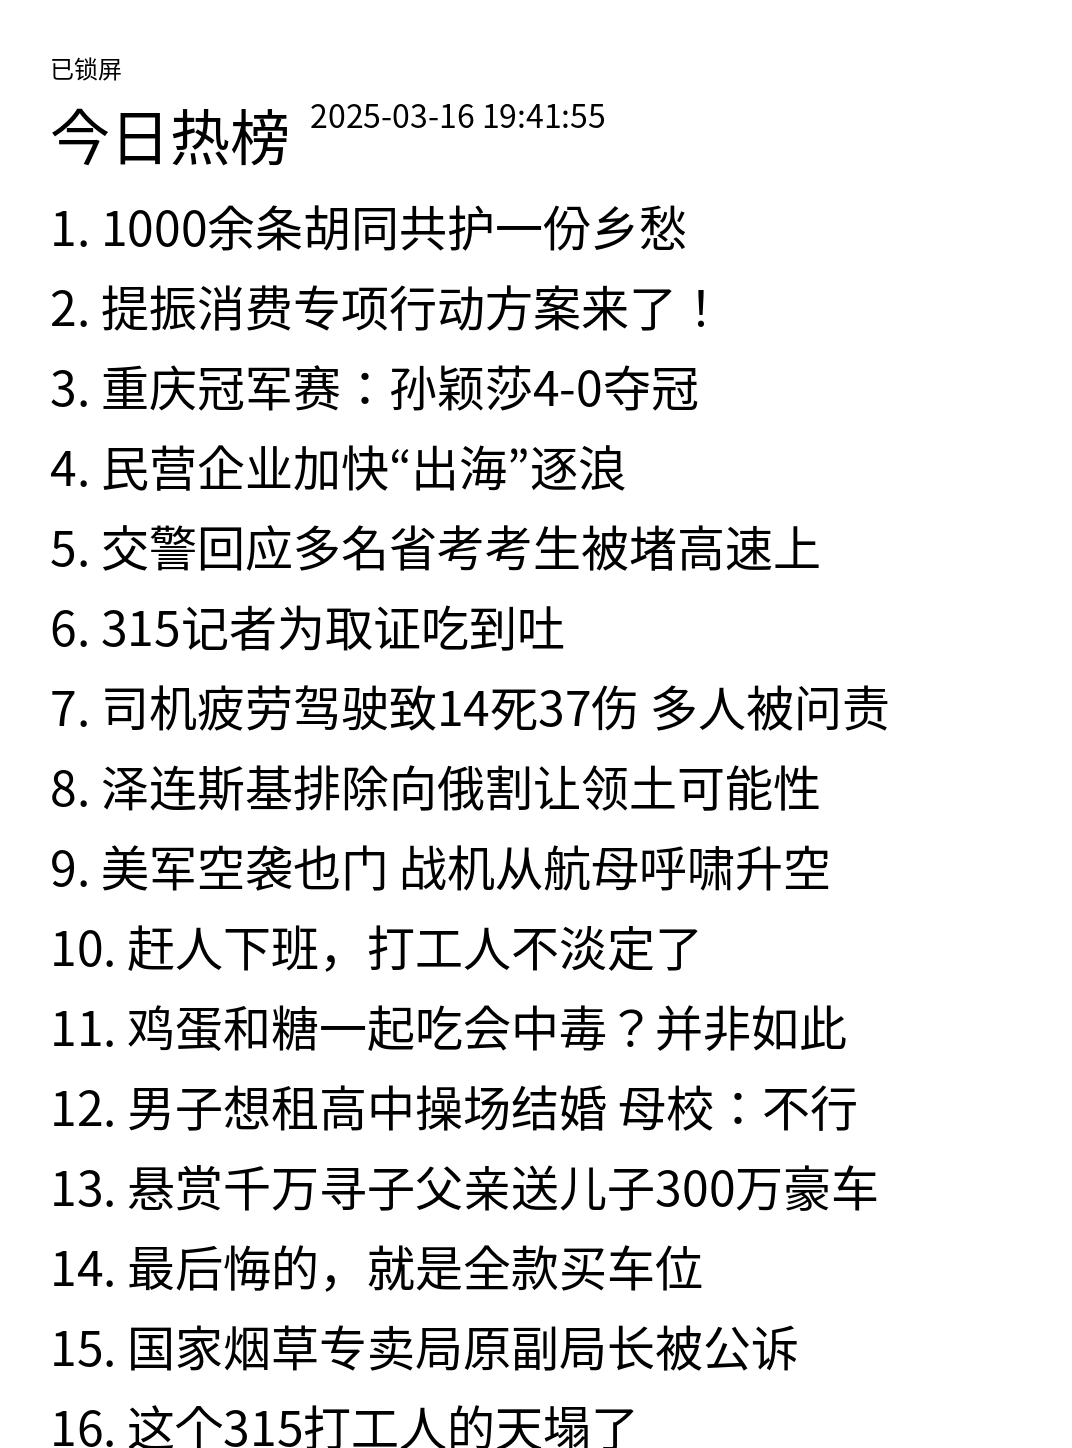 已锁屏
今日热榜 2025-03-16 19:41:55
1. 1000余条胡同共护一份乡愁
2. 提振消费专项行动方案来了！
3. 重庆冠军赛：孙颖莎4-0夺冠
4. 民营企业加快“出海”逐浪
5. 交警回应多名省考考生被堵高速上
6. 315记者为取证吃到吐
7. 司机疲劳驾驶致14死37伤 多人被问责
8. 泽连斯基排除向俄割让领土可能性
9. 美军空袭也门 战机从航母呼啸升空
10. 赶人下班，打工人不淡定了
11. 鸡蛋和糖一起吃会中毒？并非如此
12. 男子想租高中操场结婚 母校：不行
13. 悬赏千万寻子父亲送儿子300万豪车
14. 最后悔的，就是全款买车位
15. 国家烟草专卖局原副局长被公诉
16. 这个315打工人的天塌了